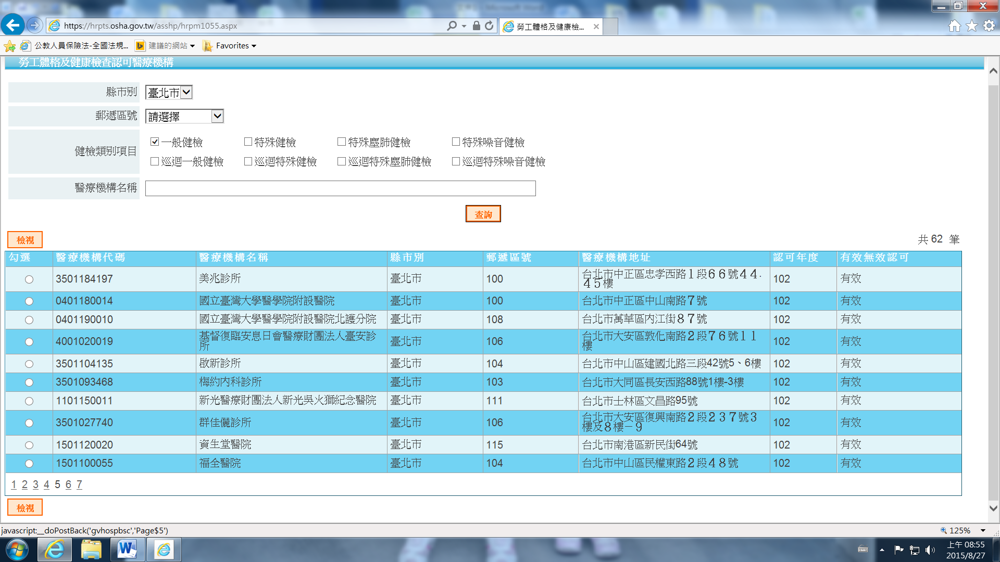 https://hrpts.osha.gov.tw/asshp/hrpm1055.aspx
勞工體格及健康檢...
公教人員保險法-全國法規...
建議的網站
Favorites
勞工體格及健康檢查認可醫療機構
縣市別 臺北市
郵遞區號 請選擇
健檢類別項目
一般健檢 特殊健檢 特殊塵肺健檢 特殊噪音健檢
巡迴一般健檢 巡迴特殊健檢 巡迴特殊塵肺健檢 巡迴特殊噪音健檢
醫療機構名稱
查詢
檢視
共 62 筆
勾選 醫療機構代碼 醫療機構名稱 縣市別 郵遞區號 醫療機構地址 認可年度 有效無效認可
3501184197 美兆診所 臺北市 100 台北市中正區忠孝西路１段６６號４４.
４５樓 102 有效
0401180014 國立臺灣大學醫學院附設醫院 臺北市 100 台北市中正區中山南路７號 102 有效
0401190010 國立臺灣大學醫學院附設醫院北護分院 臺北市 108 台北市萬華區內江街８７號 102 有效
4001020019 基督復臨安息日會醫療財團法人臺安診
所 臺北市 106 台北市大安區敦化南路２段７６號１１
樓 102 有效
3501104135 啟新診所 臺北市 104 台北市中山區建國北路三段42號5、6樓 102 有效
3501093468 梅約內科診所 臺北市 103 台北市大同區長安西路88號1樓-3樓 102 有效
1101150011 新光醫療財團法人新光吳火獅紀念醫院 臺北市 111 台北市士林區文昌路95號 102 有效
3501027740 群佳儷診所 臺北市 106 台北市大安區復興南路２段２３７號３
樓及８樓－９ 102 有效
1501120020 資生堂醫院 臺北市 115 台北市南港區新民街64號 102 有效
1501100055 福全醫院 臺北市 104 台北市中山區民權東路２段４８號 102 有效
1 2 3 4 5 6 7
檢視
javascript:__doPostBack('gvhospbsc','Page$5')
125%
上午 08:55
2015/8/27